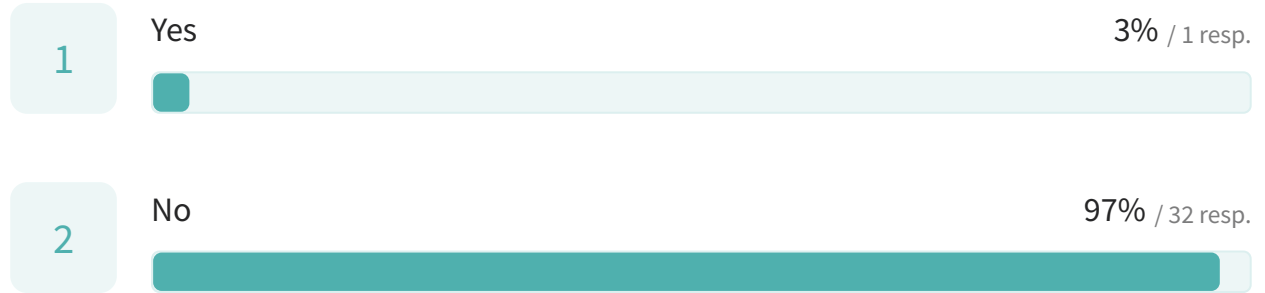 1 Yes 3% / 1 resp.
2 No 97% / 32 resp.